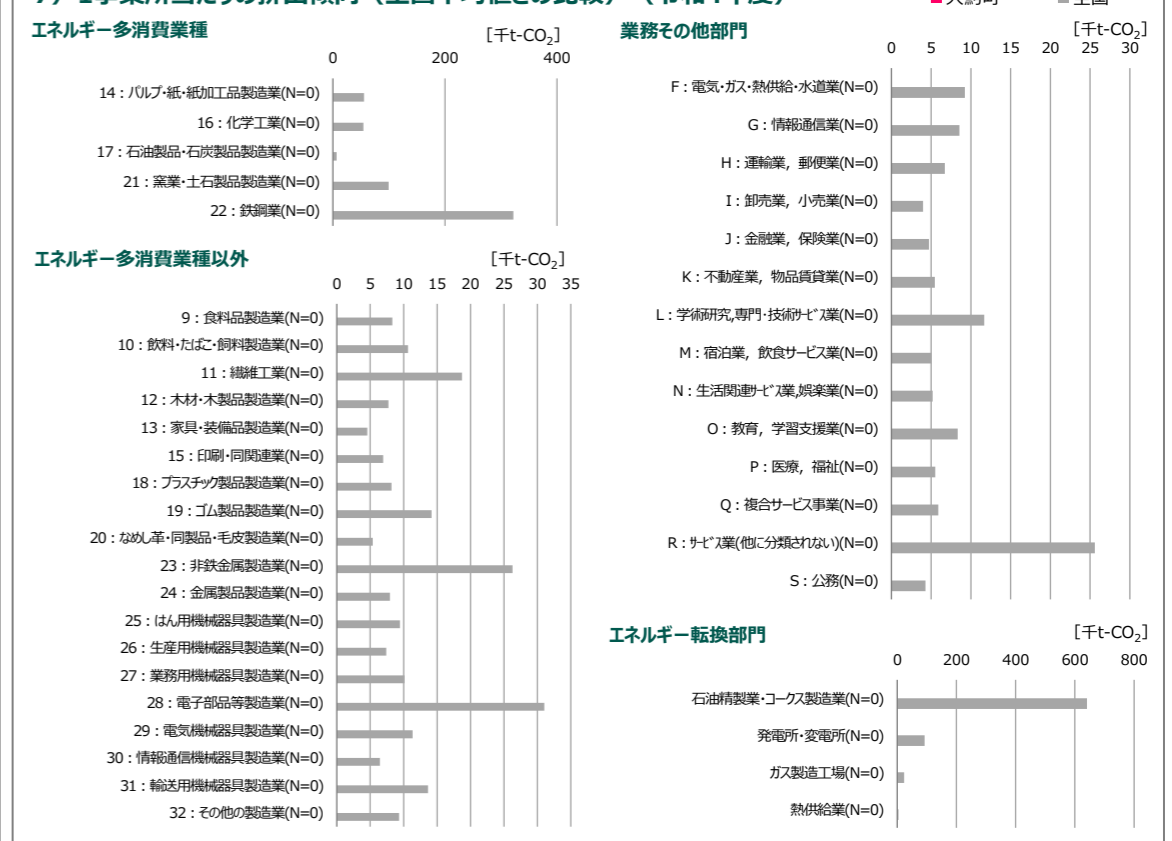 エネルギー多消費業種
[千t-CO2]
0 200 400
14：パルプ・紙・紙加工品製造業(N=0)
16：化学工業(N=0)
17：石油製品・石炭製品製造業(N=0)
21：窯業・土石製品製造業(N=0)
22：鉄鋼業(N=0)
エネルギー多消費業種以外
[千t-CO2]
0 5 10 15 20 25 30 35
9：食料品製造業(N=0)
10：飲料・たばこ・飼料製造業(N=0)
11：繊維工業(N=0)
12：木材・木製品製造業(N=0)
13：家具・装備品製造業(N=0)
15：印刷・同関連業(N=0)
18：プラスチック製品製造業(N=0)
19：ゴム製品製造業(N=0)
20：なめし革・同製品・毛皮製造業(N=0)
23：非鉄金属製造業(N=0)
24：金属製品製造業(N=0)
25：はん用機械器具製造業(N=0)
26：生産用機械器具製造業(N=0)
27：業務用機械器具製造業(N=0)
28：電子部品等製造業(N=0)
29：電気機械器具製造業(N=0)
30：情報通信機械器具製造業(N=0)
31：輸送用機械器具製造業(N=0)
32：その他の製造業(N=0)
業務その他部門
[千t-CO2]
0 5 10 15 20 25 30
F：電気・ガス・熱供給・水道業(N=0)
G：情報通信業(N=0)
H：運輸業，郵便業(N=0)
I：卸売業，小売業(N=0)
J：金融業，保険業(N=0)
K：不動産業，物品賃貸業(N=0)
L：学術研究,専門・技術ｻｰﾋﾞｽ業(N=0)
M：宿泊業，飲食サービス業(N=0)
N：生活関連ｻｰﾋﾞｽ業,娯楽業(N=0)
O：教育，学習支援業(N=0)
P：医療，福祉(N=0)
Q：複合サービス事業(N=0)
R：ｻｰﾋﾞｽ業(他に分類されない)(N=0)
S：公務(N=0)
エネルギー転換部門
[千t-CO2]
0 200 400 600 800
石油精製業・コークス製造業(N=0)
発電所・変電所(N=0)
ガス製造工場(N=0)
熱供給業(N=0)